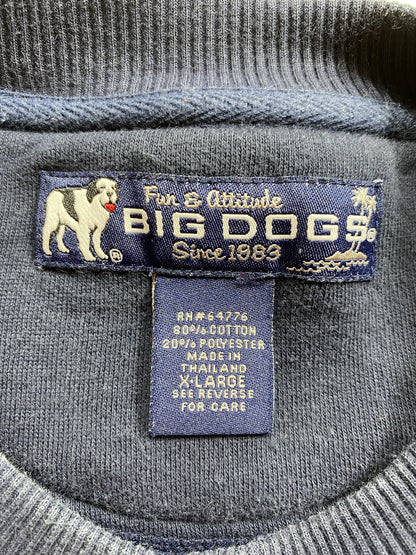 Fun & Attitude
BIG DOGS®
Since 1983
®
RN#64776
80% COTTON
20% POLYESTER
MADE IN
THAILAND
X-LARGE
SEE REVERSE
FOR CARE